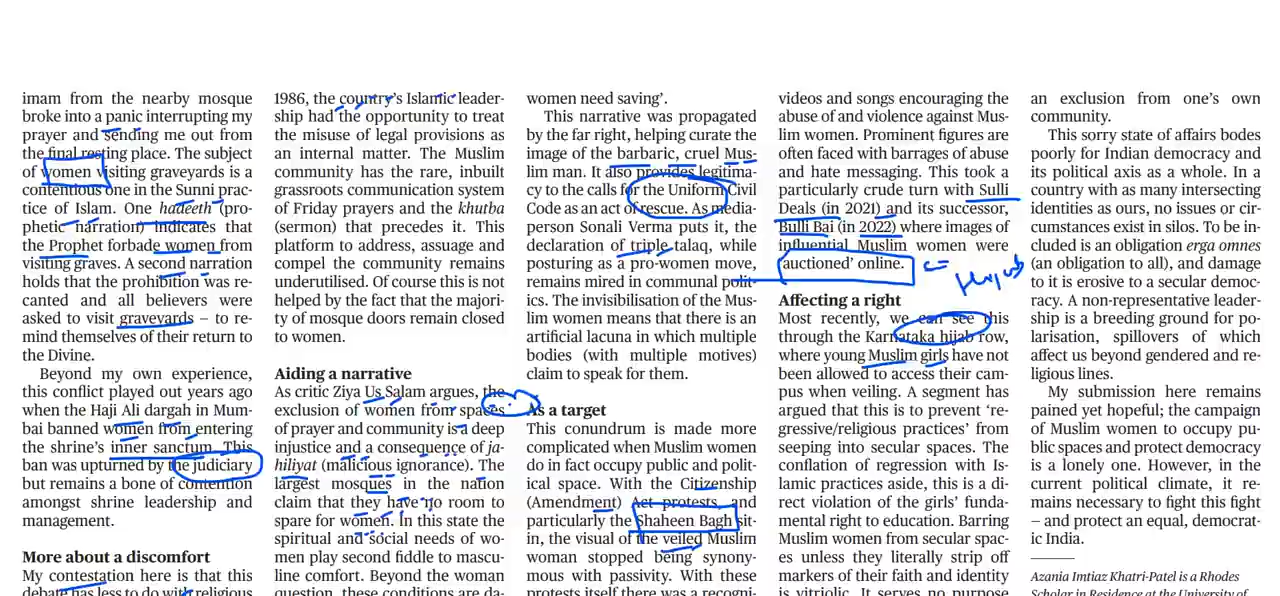 imam from the nearby mosque
broke into a panic interrupting my
prayer and sending me out from
the final resting place. The subject
of women visiting graveyards is a
contentious one in the Sunni prac-
tice of Islam. One hadeeth (pro-
phetic narration) indicates that
the Prophet forbade women from
visiting graves. A second narration
holds that the prohibition was re-
canted and all believers were
asked to visit graveyards – to re-
mind themselves of their return to
the Divine.
Beyond my own experience,
this conflict played out years ago
when the Haji Ali dargah in Mum-
bai banned women from entering
the shrine's inner sanctum. This
ban was upturned by the judiciary
but remains a bone of contention
amongst shrine leadership and
management.
More about a discomfort
My contestation here is that this
debate has less to do with religious
1986, the country's Islamic leader-
ship had the opportunity to treat
the misuse of legal provisions as
an internal matter. The Muslim
community has the rare, inbuilt
grassroots communication system
of Friday prayers and the khutba
(sermon) that precedes it. This
platform to address, assuage and
compel the community remains
underutilised. Of course this is not
helped by the fact that the majori-
ty of mosque doors remain closed
to women.
Aiding a narrative
As critic Ziya Us Salam argues, the
exclusion of women from spaces
of prayer and community is a deep
injustice and a consequence of ja-
hiliyat (malicious ignorance). The
largest mosques in the nation
claim that they have no room to
spare for women. In this state the
spiritual and social needs of wo-
men play second fiddle to mascu-
line comfort. Beyond the woman
question, these conditions are da-
women need saving'.
This narrative was propagated
by the far right, helping curate the
image of the barbaric, cruel Mus-
lim man. It also provides legitima-
cy to the calls for the Uniform Civil
Code as an act of rescue. As media-
person Sonali Verma puts it, the
declaration of triple talaq, while
posturing as a pro-women move,
remains mired in communal polit-
ics. The invisibilisation of the Mus-
lim women means that there is an
artificial lacuna in which multiple
bodies (with multiple motives)
claim to speak for them.
As a target
This conundrum is made more
complicated when Muslim women
do in fact occupy public and polit-
ical space. With the Citizenship
(Amendment) Act protests, and
particularly the Shaheen Bagh sit-
in, the visual of the veiled Muslim
woman stopped being synony-
mous with passivity. With these
protests itself there was a recogni-
videos and songs encouraging the
abuse of and violence against Mus-
lim women. Prominent figures are
often faced with barrages of abuse
and hate messaging. This took a
particularly crude turn with Sulli
Deals (in 2021) and its successor,
Bulli Bai (in 2022) where images of
influential Muslim women were
'auctioned' online.
Hijab
Affecting a right
Most recently, we can see this
through the Karnataka hijab row,
where young Muslim girls have not
been allowed to access their cam-
pus when veiling. A segment has
argued that this is to prevent 're-
gressive/religious practices' from
seeping into secular spaces. The
conflation of regression with Is-
lamic practices aside, this is a di-
rect violation of the girls' funda-
mental right to education. Barring
Muslim women from secular spac-
es unless they literally strip off
markers of their faith and identity
is vitriolic. It serves no purpose
an exclusion from one's own
community.
This sorry state of affairs bodes
poorly for Indian democracy and
its political axis as a whole. In a
country with as many intersecting
identities as ours, no issues or cir-
cumstances exist in silos. To be in-
cluded is an obligation erga omnes
(an obligation to all), and damage
to it is erosive to a secular democ-
racy. A non-representative leader-
ship is a breeding ground for po-
larisation, spillovers of which
affect us beyond gendered and re-
ligious lines.
My submission here remains
pained yet hopeful; the campaign
of Muslim women to occupy pu-
blic spaces and protect democracy
is a lonely one. However, in the
current political climate, it re-
mains necessary to fight this fight
– and protect an equal, democrat-
ic India.
Azania Imtiaz Khatri-Patel is a Rhodes
Scholar in Residence at the University of